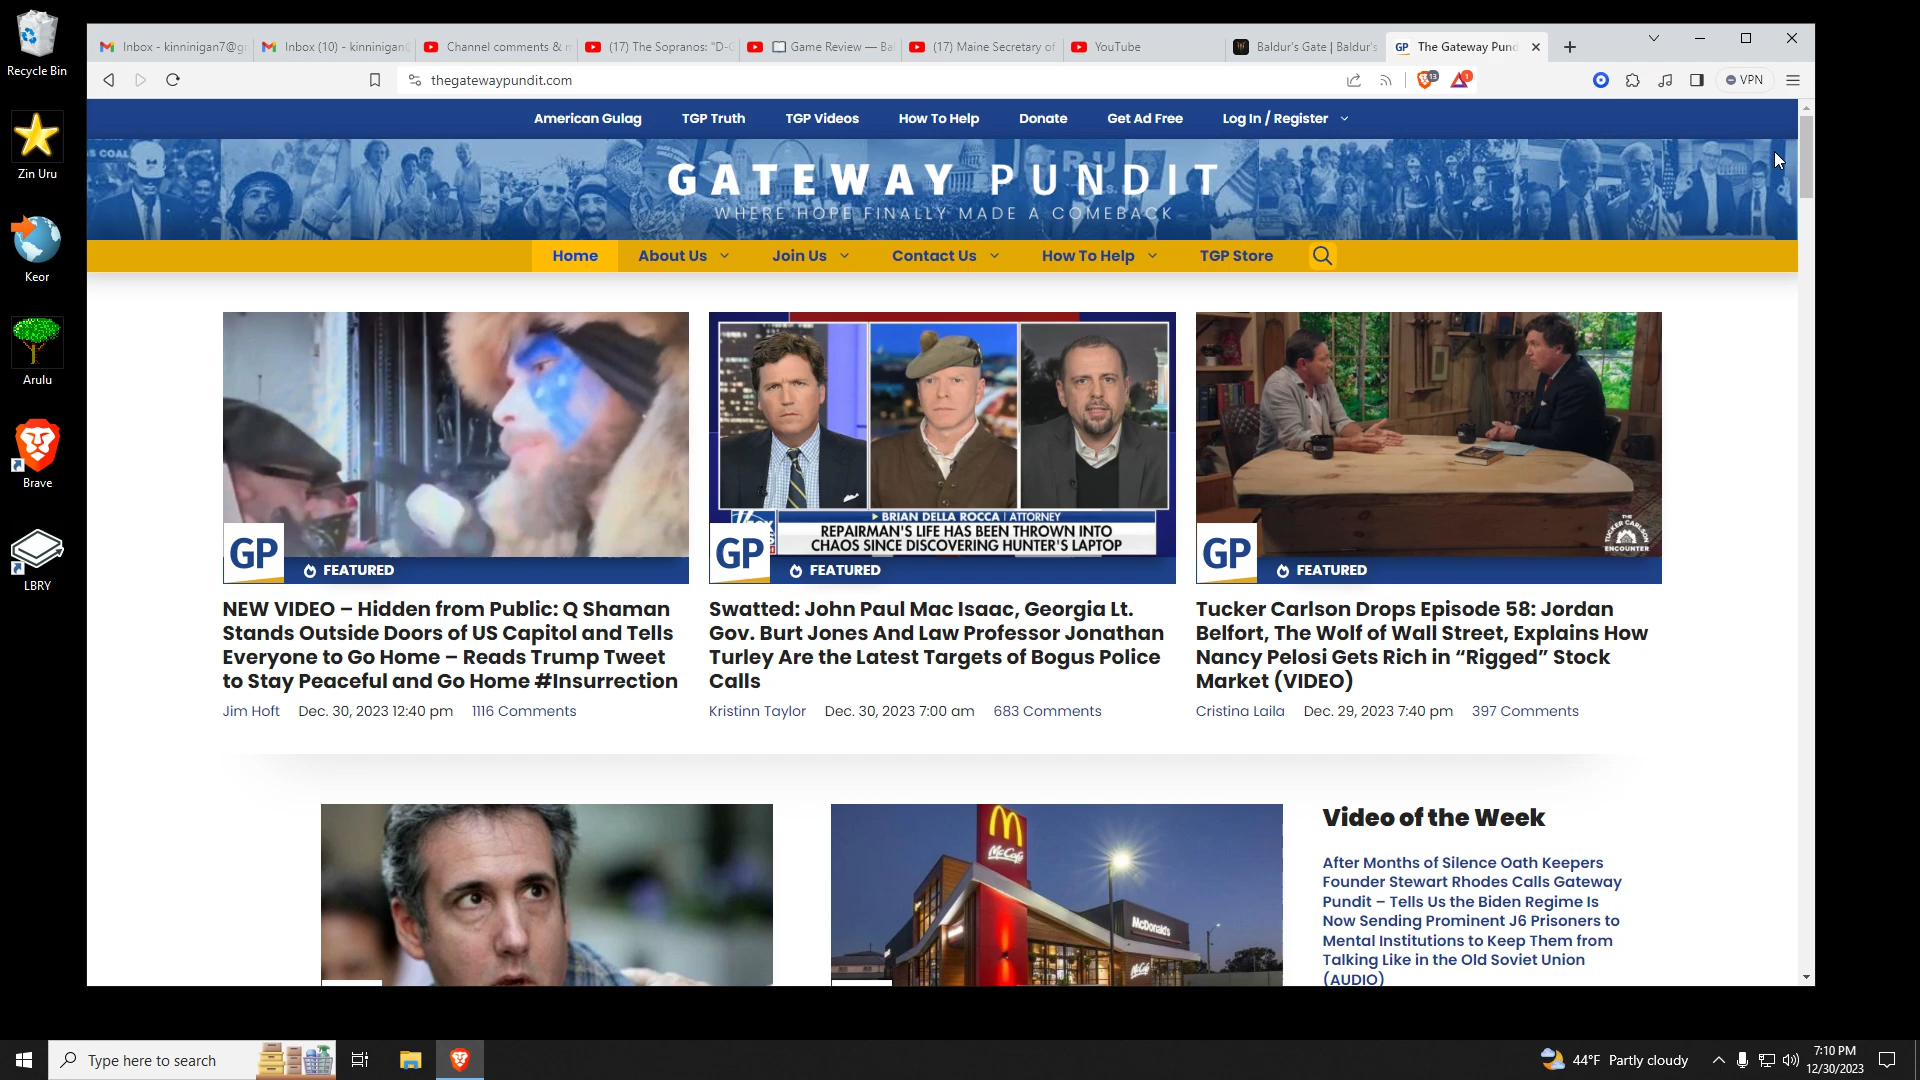 Recycle Bin
Zin Uru
Keor
Arulu
Brave
LBRY
Inbox - kinninigan7@g
Inbox (10) - kinninigan
Channel comments & m
(17) The Sopranos: "D-C
Game Review — Ba
(17) Maine Secretary of
YouTube
Baldur's Gate | Baldur's
GP The Gateway Pund
thegatewaypundit.com
13
1
VPN
American Gulag
TGP Truth
TGP Videos
How To Help
Donate
Get Ad Free
Log In / Register
GATEWAY PUNDIT
WHERE HOPE FINALLY MADE A COMEBACK
Home
About Us
Join Us
Contact Us
How To Help
TGP Store
GP
FEATURED
NEW VIDEO – Hidden from Public: Q Shaman
Stands Outside Doors of US Capitol and Tells
Everyone to Go Home – Reads Trump Tweet
to Stay Peaceful and Go Home #Insurrection
Jim Hoft Dec. 30, 2023 12:40 pm 1116 Comments
BRIAN DELLA ROCCA | ATTORNEY
REPAIRMAN'S LIFE HAS BEEN THROWN INTO
CHAOS SINCE DISCOVERING HUNTER'S LAPTOP
GP
FEATURED
Swatted: John Paul Mac Isaac, Georgia Lt.
Gov. Burt Jones And Law Professor Jonathan
Turley Are the Latest Targets of Bogus Police
Calls
Kristinn Taylor Dec. 30, 2023 7:00 am 683 Comments
THE
TUCKER CARLSON
ENCOUNTER
GP
FEATURED
Tucker Carlson Drops Episode 58: Jordan
Belfort, The Wolf of Wall Street, Explains How
Nancy Pelosi Gets Rich in “Rigged” Stock
Market (VIDEO)
Cristina Laila Dec. 29, 2023 7:40 pm 397 Comments
McCafé
McDonald's
McCafé
Video of the Week
After Months of Silence Oath Keepers
Founder Stewart Rhodes Calls Gateway
Pundit – Tells Us the Biden Regime Is
Now Sending Prominent J6 Prisoners to
Mental Institutions to Keep Them from
Talking Like in the Old Soviet Union
(AUDIO)
Type here to search
44°F Partly cloudy
7:10 PM
12/30/2023